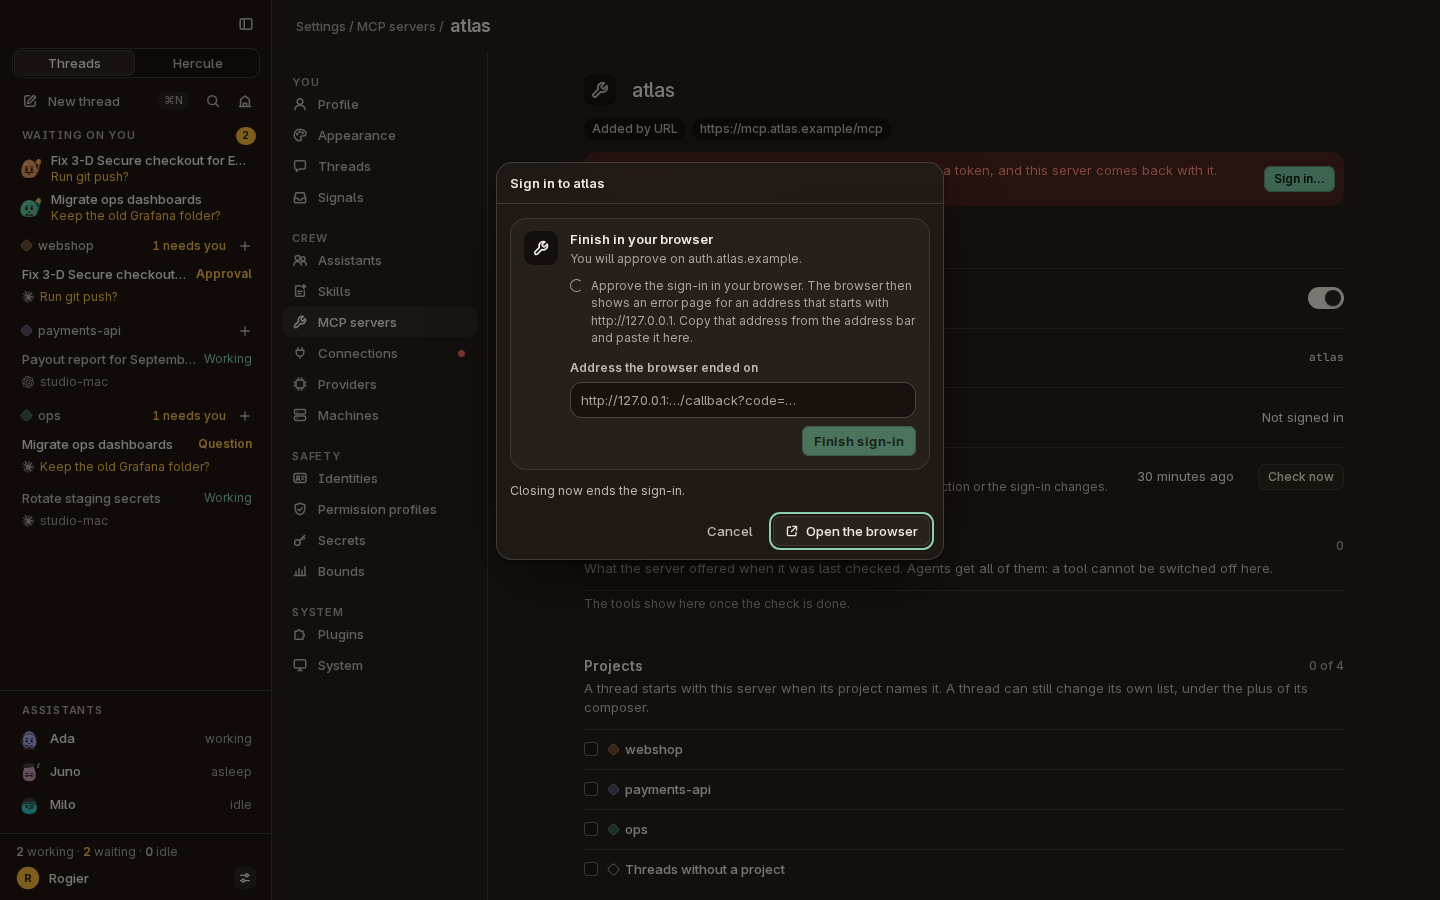 Settings / MCP servers / atlas
Threads
Hercule
New thread
⌘N
WAITING ON YOU
2
Fix 3-D Secure checkout for E...
Run git push?
Migrate ops dashboards
Keep the old Grafana folder?
webshop
1 needs you
Fix 3-D Secure checkout...
Approval
Run git push?
payments-api
Payout report for Septemb...
Working
studio-mac
ops
1 needs you
Migrate ops dashboards
Question
Keep the old Grafana folder?
Rotate staging secrets
Working
studio-mac
ASSISTANTS
Ada
working
Juno
asleep
Milo
idle
2 working · 2 waiting · 0 idle
R
Rogier
YOU
Profile
Appearance
Threads
Signals
CREW
Assistants
Skills
MCP servers
Connections
Providers
Machines
SAFETY
Identities
Permission profiles
Secrets
Bounds
SYSTEM
Plugins
System
atlas
Added by URL
https://mcp.atlas.example/mcp
a token, and this server comes back with it.
Sign in...
Sign in to atlas
Finish in your browser
You will approve on auth.atlas.example.
Approve the sign-in in your browser. The browser then
shows an error page for an address that starts with
http://127.0.0.1. Copy that address from the address bar
and paste it here.
Address the browser ended on
http://127.0.0.1:.../callback?code=...
Finish sign-in
Closing now ends the sign-in.
Cancel
Open the browser
atlas
Not signed in
ction or the sign-in changes.
30 minutes ago
Check now
0
What the server offered when it was last checked. Agents get all of them: a tool cannot be switched off here.
The tools show here once the check is done.
Projects
0 of 4
A thread starts with this server when its project names it. A thread can still change its own list, under the plus of its
composer.
webshop
payments-api
ops
Threads without a project